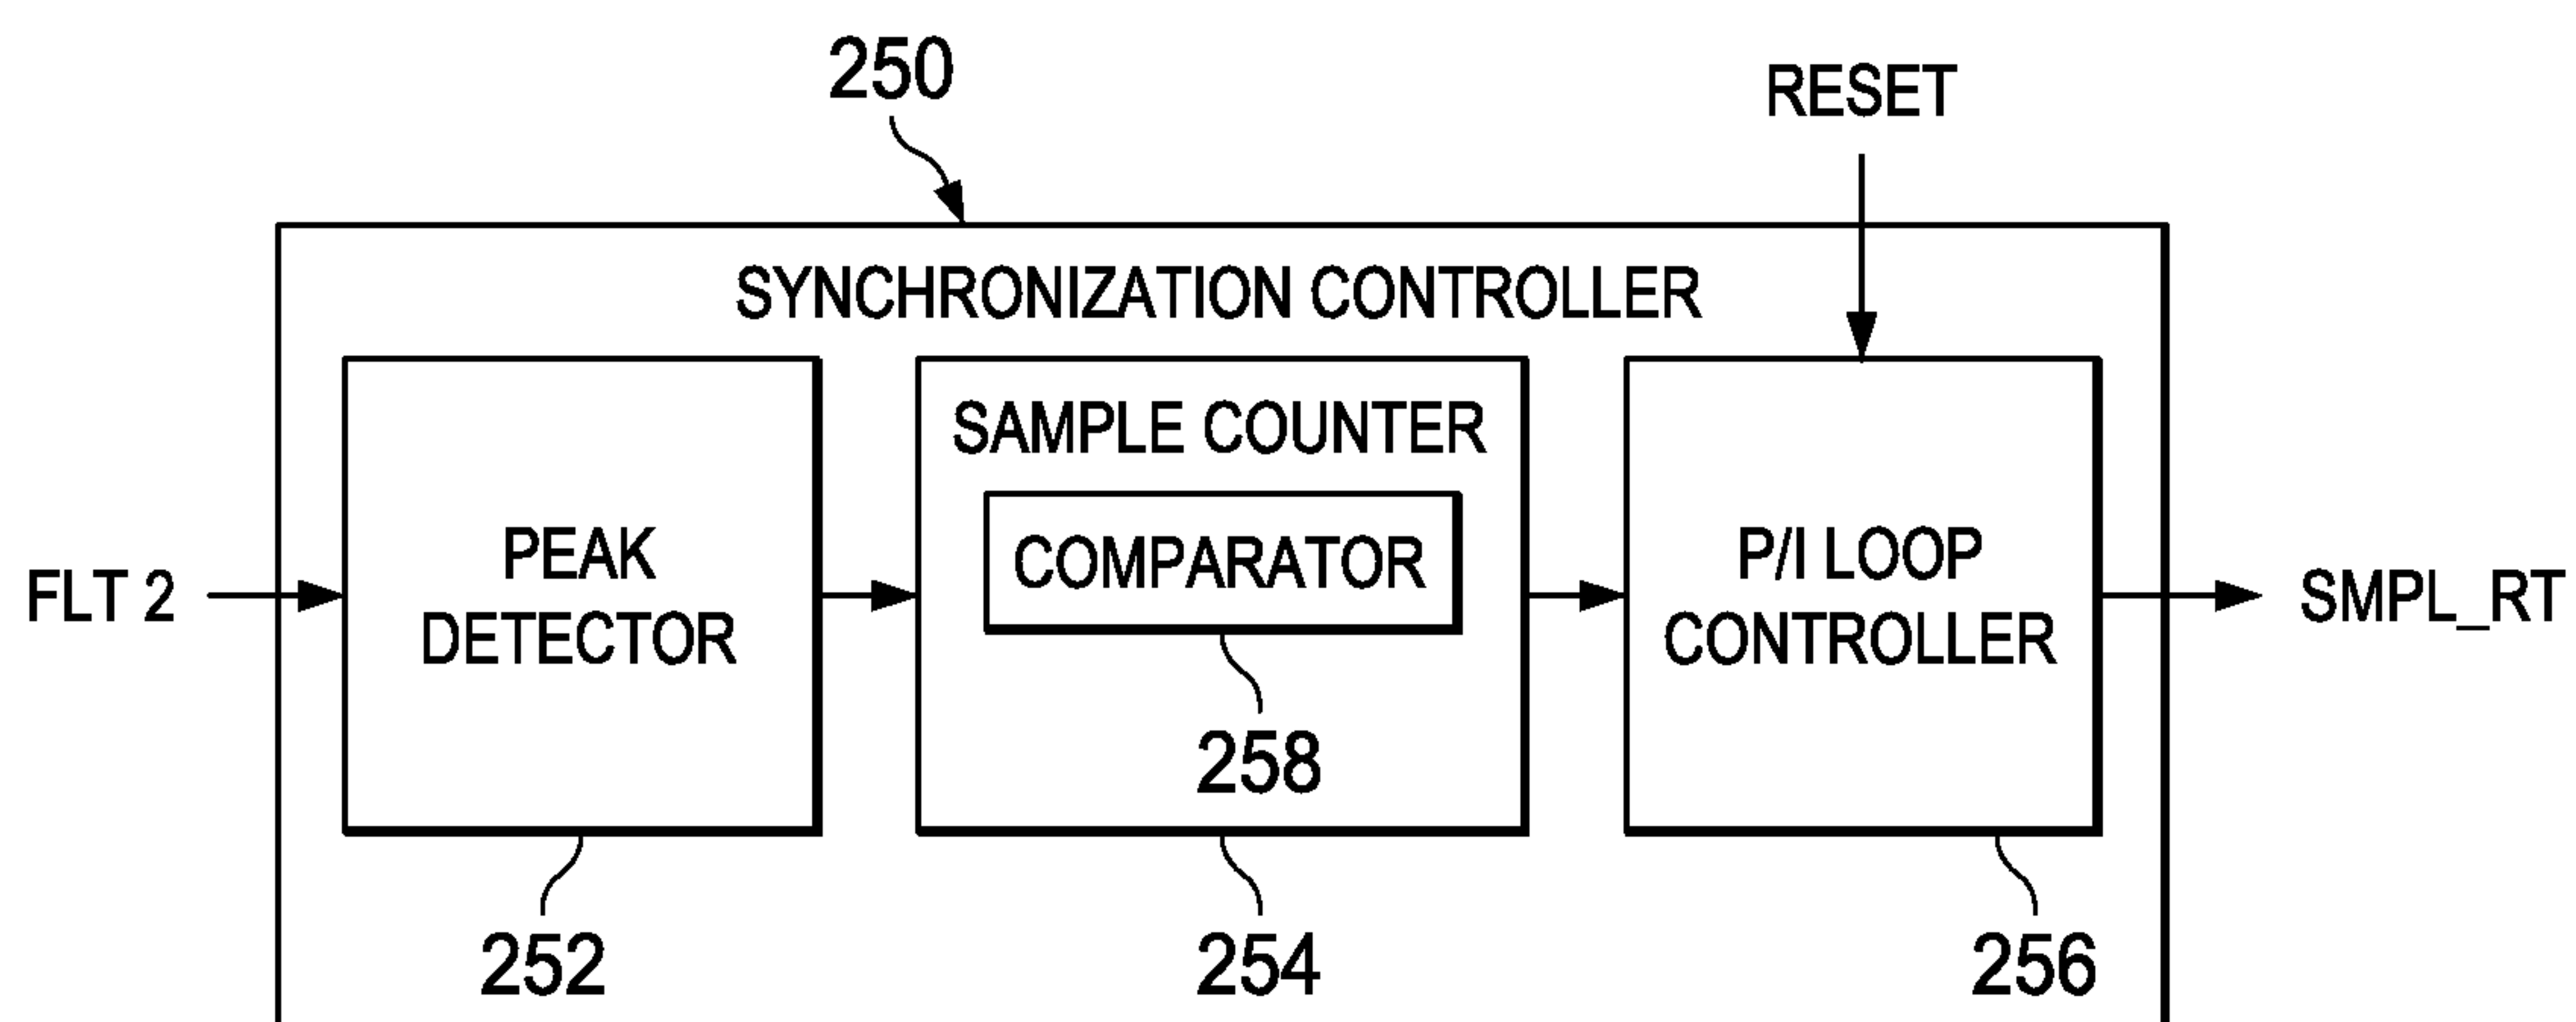 250
RESET
SYNCHRONIZATION CONTROLLER
FLT 2
PEAK
DETECTOR
SAMPLE COUNTER
COMPARATOR
258
P/I LOOP
CONTROLLER
SMPL_RT
252
254
256